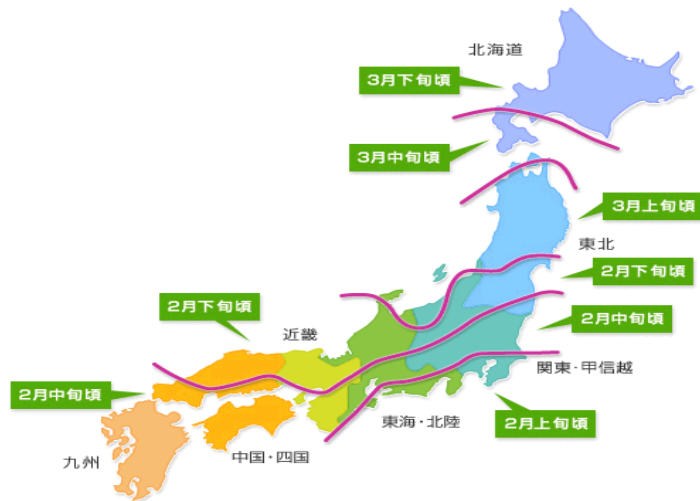 北海道
3月下旬頃
3月中旬頃
3月上旬頃
東北
2月下旬頃
2月下旬頃
2月中旬頃
近畿
関東・甲信越
2月中旬頃
2月上旬頃
東海・北陸
中国・四国
九州